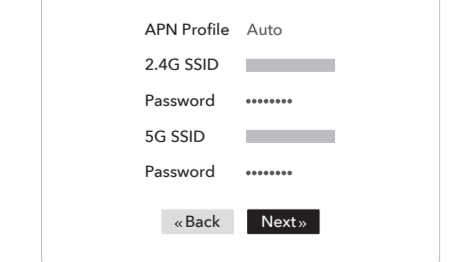 APN Profile Auto
2.4G SSID
Password ••••••••
5G SSID
Password ••••••••
«Back Next»